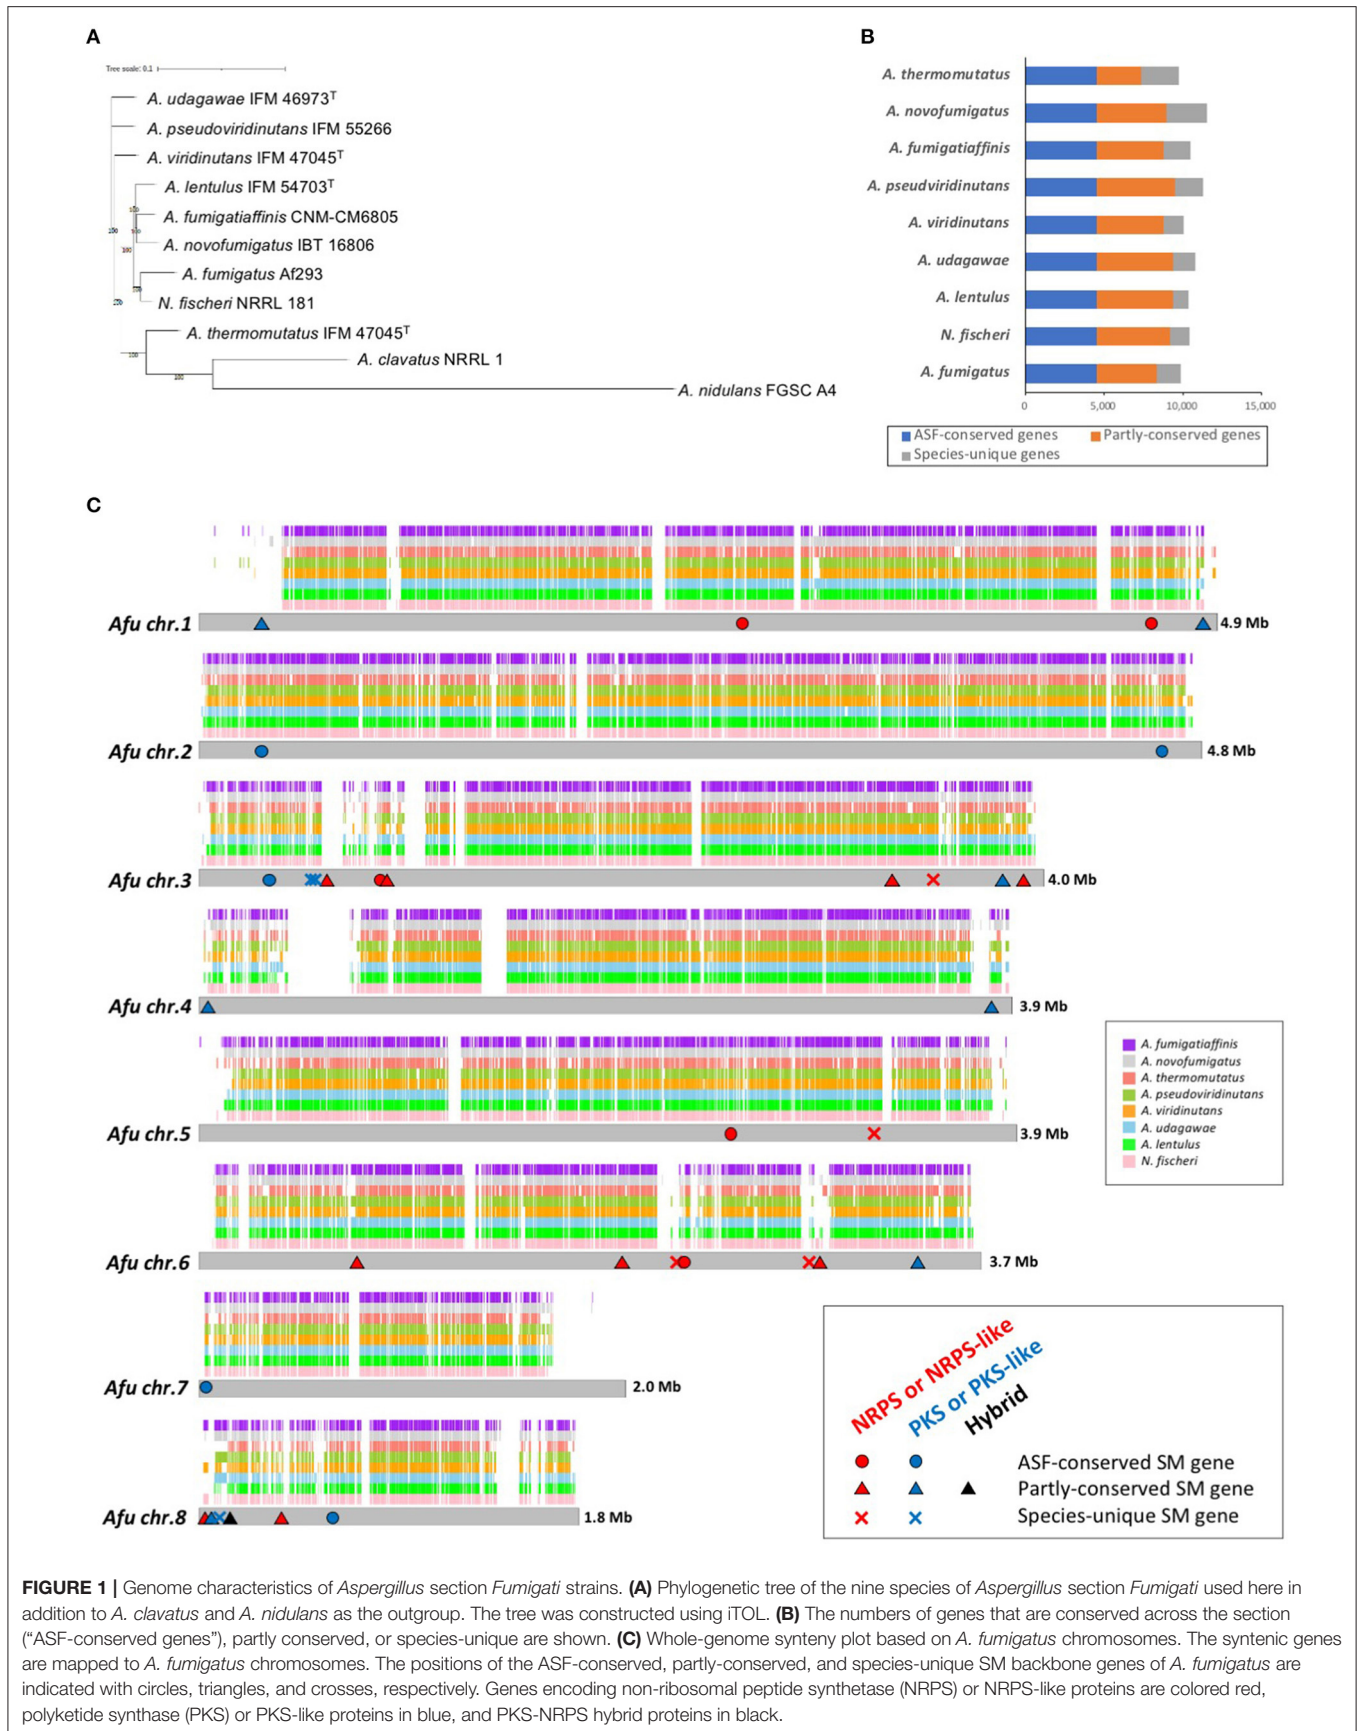 A
Tree scale: 0.1
A. udagawae IFM 46973T
A. pseudoviridinutans IFM 55266
A. viridinutans IFM 47045T
A. lentulus IFM 54703T
A. fumigatiaffinis CNM-CM6805
A. novofumigatus IBT 16806
A. fumigatus Af293
N. fischeri NRRL 181
A. thermomutatus IFM 47045T
A. clavatus NRRL 1
A. nidulans FGSC A4
100
100
B
A. thermomutatus
A. novofumigatus
A. fumigatiaffinis
A. pseudviridinutans
A. viridinutans
A. udagawae
A. lentulus
N. fischeri
A. fumigatus
0 5,000 10,000 15,000
ASF-conserved genes Partly-conserved genes
Species-unique genes
C
Afu chr.1 4.9 Mb
Afu chr.2 4.8 Mb
Afu chr.3 4.0 Mb
Afu chr.4 3.9 Mb
Afu chr.5 3.9 Mb
Afu chr.6 3.7 Mb
Afu chr.7 2.0 Mb
Afu chr.8 1.8 Mb
A. fumigatiaffinis
A. novofumigatus
A. thermomutatus
A. pseudoviridinutans
A. viridinutans
A. udagawae
A. lentulus
N. fischeri
NRPS or NRPS-like
PKS or PKS-like
Hybrid
ASF-conserved SM gene
Partly-conserved SM gene
Species-unique SM gene
FIGURE 1 | Genome characteristics of Aspergillus section Fumigati strains. (A) Phylogenetic tree of the nine species of Aspergillus section Fumigati used here in
addition to A. clavatus and A. nidulans as the outgroup. The tree was constructed using iTOL. (B) The numbers of genes that are conserved across the section
(“ASF-conserved genes”), partly conserved, or species-unique are shown. (C) Whole-genome synteny plot based on A. fumigatus chromosomes. The syntenic genes
are mapped to A. fumigatus chromosomes. The positions of the ASF-conserved, partly-conserved, and species-unique SM backbone genes of A. fumigatus are
indicated with circles, triangles, and crosses, respectively. Genes encoding non-ribosomal peptide synthetase (NRPS) or NRPS-like proteins are colored red,
polyketide synthase (PKS) or PKS-like proteins in blue, and PKS-NRPS hybrid proteins in black.